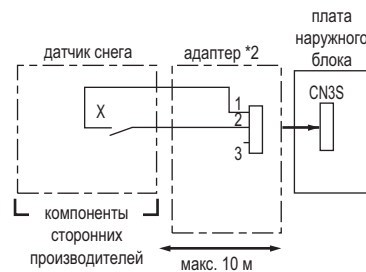 плата
наружного
блока
датчик снега
адаптер *2
CN3S
X
1
2
3
компоненты
сторонних
производителей
макс. 10 м